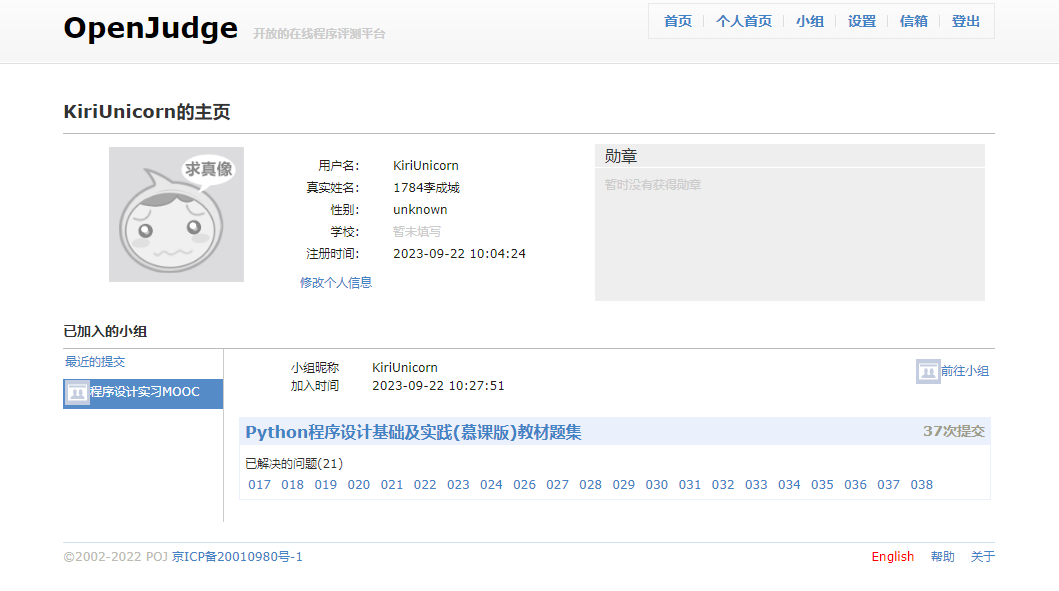 OpenJudge 开放的在线程序评测平台
首页 个人首页 小组 设置 信箱 登出
KiriUnicorn的主页
求真像
用户名： KiriUnicorn
真实姓名： 1784李成城
性别： unknown
学校： 暂未填写
注册时间： 2023-09-22 10:04:24
修改个人信息
勋章
暂时没有获得勋章
已加入的小组
最近的提交
程序设计实习MOOC
小组昵称 KiriUnicorn
加入时间 2023-09-22 10:27:51
前往小组
Python程序设计基础及实践(慕课版)教材题集 37次提交
已解决的问题(21)
017 018 019 020 021 022 023 024 026 027 028 029 030 031 032 033 034 035 036 037 038
©2002-2022 POJ 京ICP备20010980号-1
English 帮助 关于